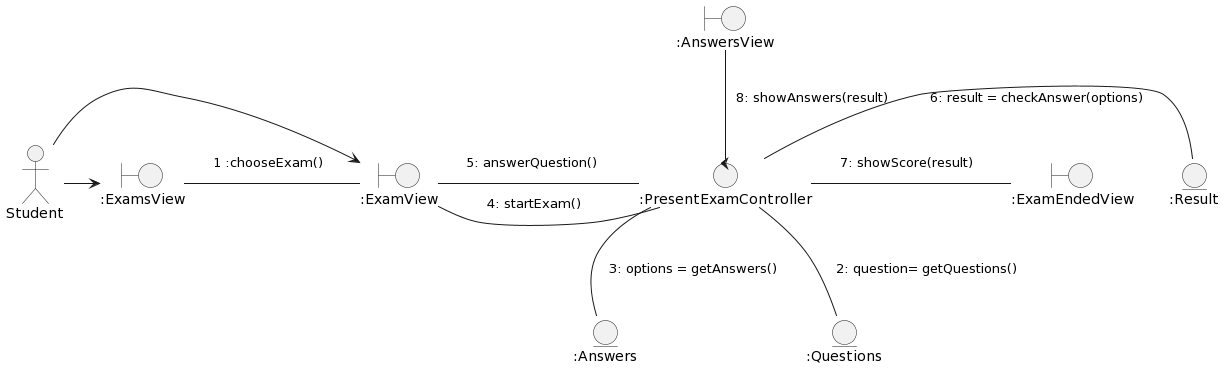 :AnswersView
8: showAnswers(result)
6: result = checkAnswer(options)
1 :chooseExam()
5: answerQuestion()
7: showScore(result)
:ExamsView
:ExamView
:PresentExamController
:ExamEndedView
:Result
Student
4: startExam()
3: options = getAnswers()
2: question= getQuestions()
:Answers
:Questions